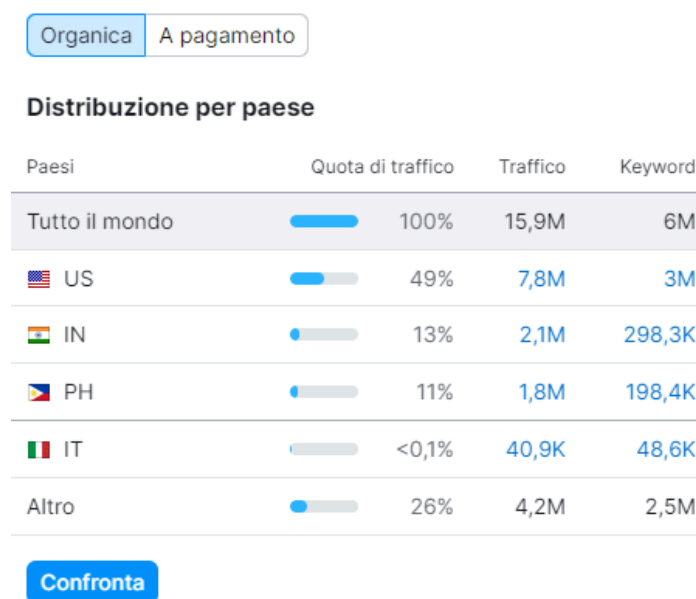 Organica A pagamento
Distribuzione per paese
Paesi Quota di traffico Traffico Keyword
Tutto il mondo 100% 15,9M 6M
US 49% 7,8M 3M
IN 13% 2,1M 298,3K
PH 11% 1,8M 198,4K
IT <0,1% 40,9K 48,6K
Altro 26% 4,2M 2,5M
Confronta